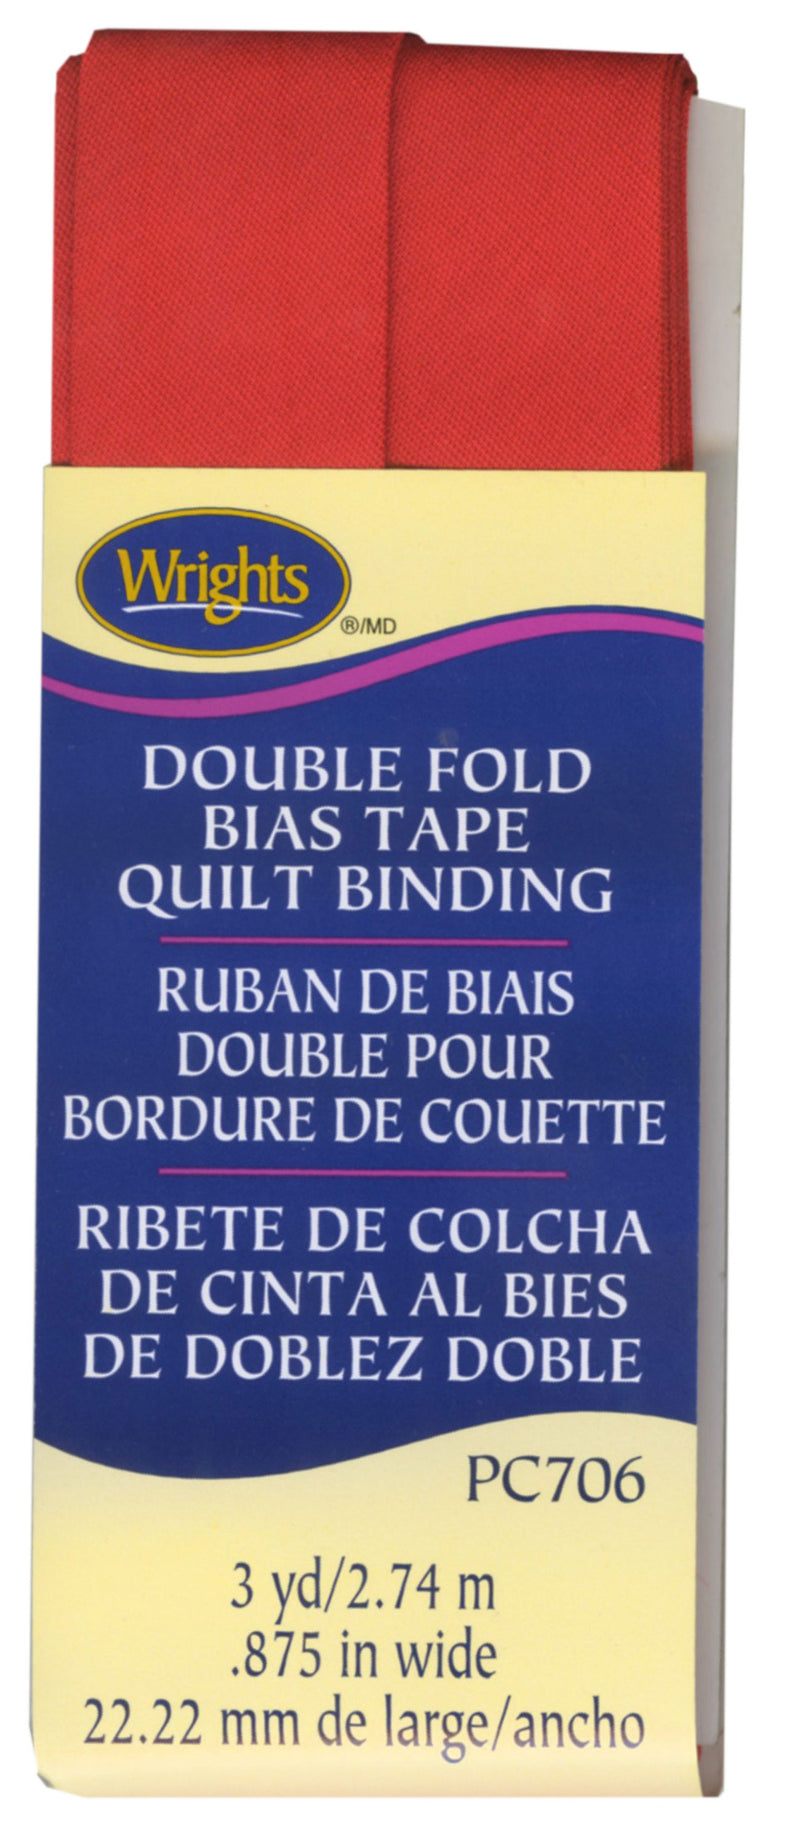 Wrights
®/MD
DOUBLE FOLD
BIAS TAPE
QUILT BINDING
RUBAN DE BIAIS
DOUBLE POUR
BORDURE DE COUETTE
RIBETE DE COLCHA
DE CINTA AL BIES
DE DOBLEZ DOBLE
PC706
3 yd/2.74 m
.875 in wide
22.22 mm de large/ancho